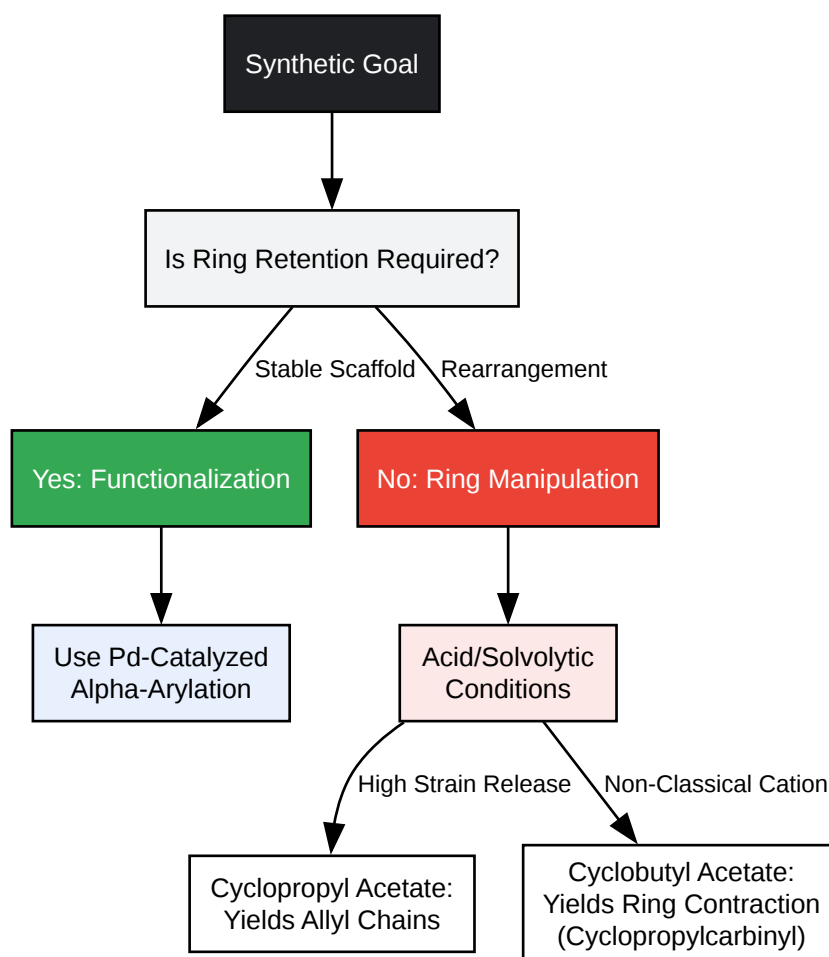 Synthetic Goal
Is Ring Retention Required?
Stable Scaffold
Rearrangement
Yes: Functionalization
No: Ring Manipulation
Use Pd-Catalyzed
Alpha-Arylation
Acid/Solvolytic
Conditions
High Strain Release
Non-Classical Cation
Cyclopropyl Acetate:
Yields Allyl Chains
Cyclobutyl Acetate:
Yields Ring Contraction
(Cyclopropylcarbinyl)